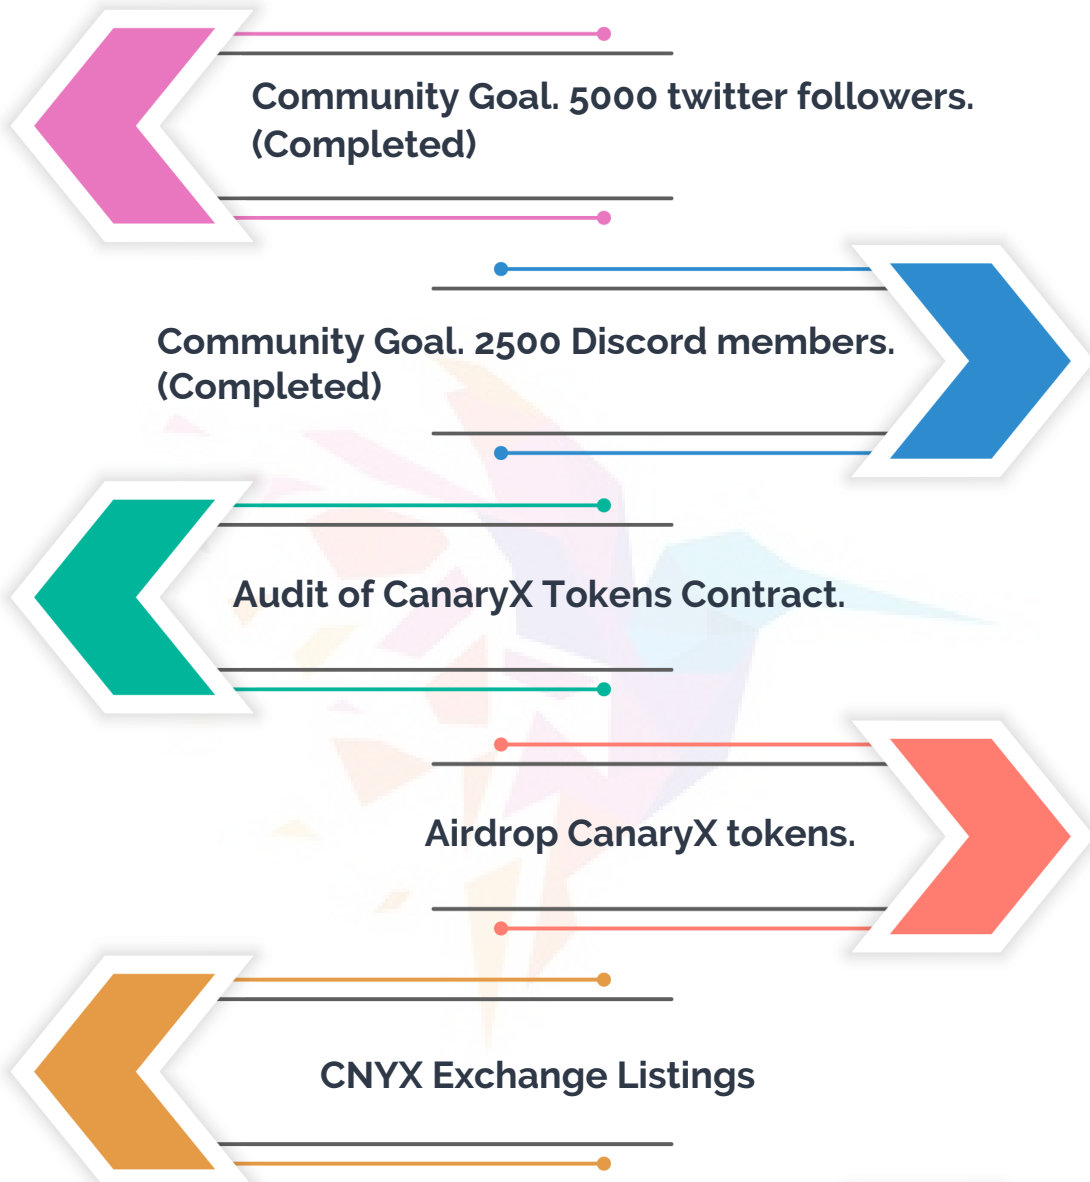 Community Goal. 5000 twitter followers.
(Completed)
Community Goal. 2500 Discord members.
(Completed)
Audit of CanaryX Tokens Contract.
Airdrop CanaryX tokens.
CNYX Exchange Listings